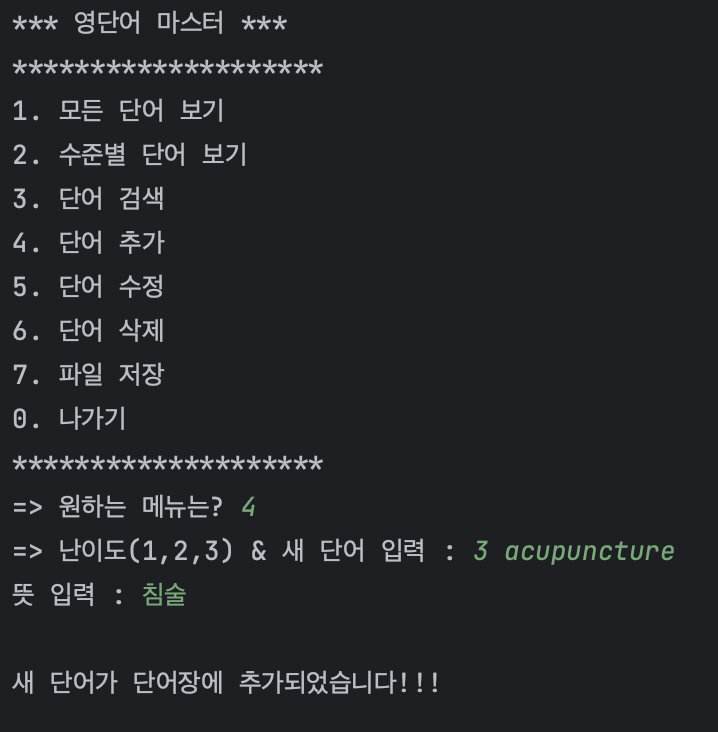 *** 영단어 마스터 ***
********************
1. 모든 단어 보기
2. 수준별 단어 보기
3. 단어 검색
4. 단어 추가
5. 단어 수정
6. 단어 삭제
7. 파일 저장
0. 나가기
********************
=> 원하는 메뉴는? 4
=> 난이도(1,2,3) & 새 단어 입력 : 3 acupuncture
뜻 입력 : 침술
새 단어가 단어장에 추가되었습니다!!!